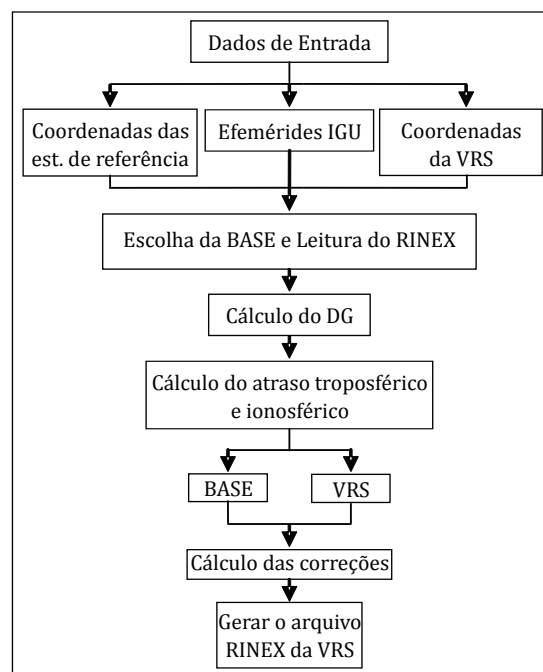 Dados de Entrada
Coordenadas das
est. de referência
Efemérides IGU
Coordenadas
da VRS
Escolha da BASE e Leitura do RINEX
Cálculo do DG
Cálculo do atraso troposférico
e ionosférico
BASE
VRS
Cálculo das correções
Gerar o arquivo
RINEX da VRS